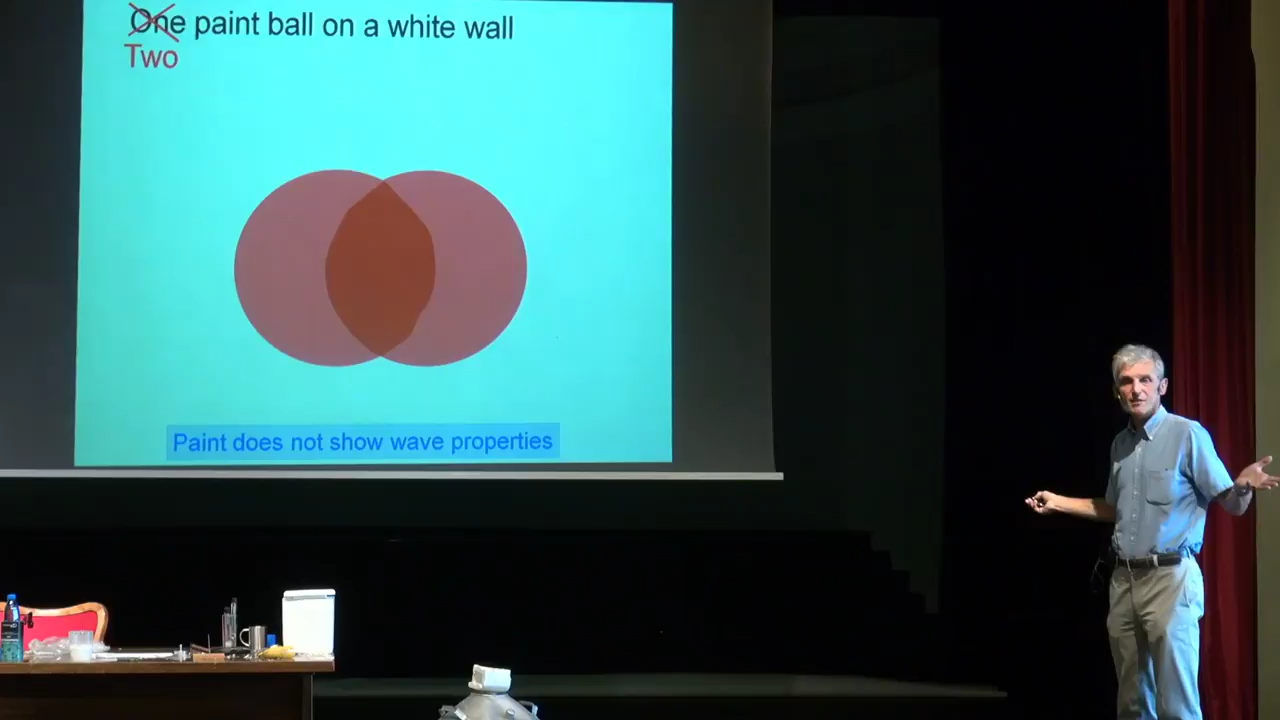 One paint ball on a white wall
Two
Paint does not show wave properties